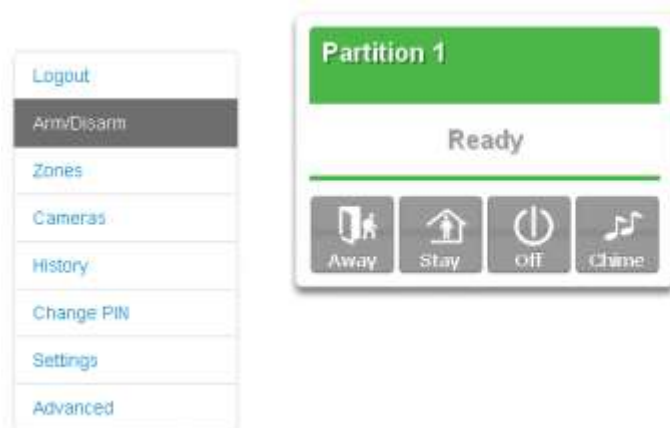 Logout
Arm/Disarm
Zones
Cameras
History
Change PIN
Settings
Advanced
Partition 1
Ready
Away Stay Off Chime